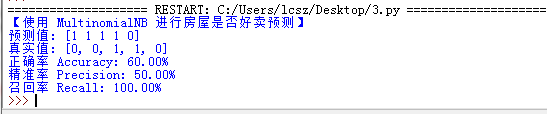 ==================== RESTART: C:/Users/lcsz/Desktop/3.py ====================
【使用 MultinomialNB 进行房屋是否好卖预测】
预测值: [1 1 1 1 0]
真实值: [0, 0, 1, 1, 0]
正确率 Accuracy: 60.00%
精准率 Precision: 50.00%
召回率 Recall: 100.00%
>>>